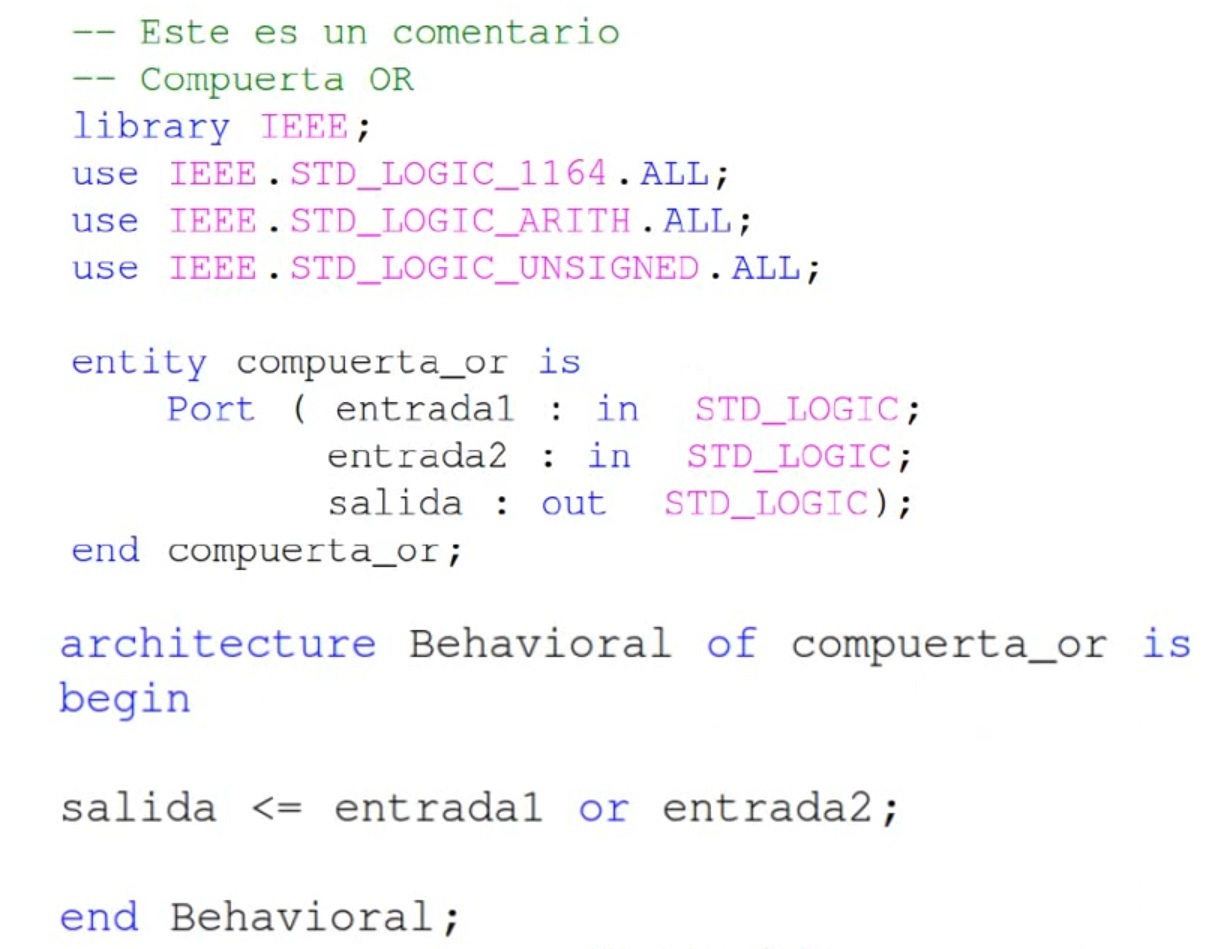 -- Este es un comentario
-- Compuerta OR
library IEEE;
use IEEE.STD_LOGIC_1164.ALL;
use IEEE.STD_LOGIC_ARITH.ALL;
use IEEE.STD_LOGIC_UNSIGNED.ALL;
entity compuerta_or is
Port ( entrada1 : in STD_LOGIC;
entrada2 : in STD_LOGIC;
salida : out STD_LOGIC);
end compuerta_or;
architecture Behavioral of compuerta_or is
begin
salida <= entrada1 or entrada2;
end Behavioral;